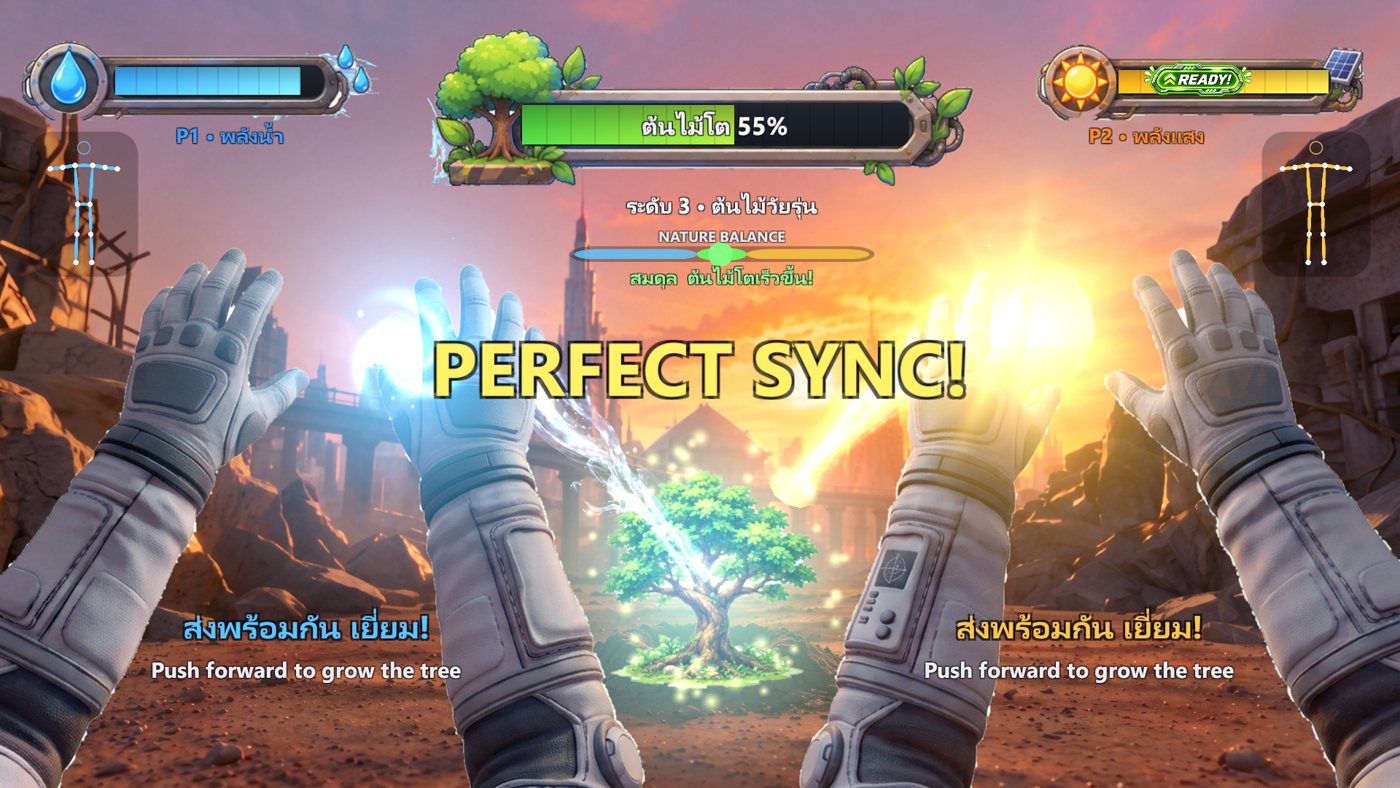 P1 • พลังน้ำ
ต้นไม้โต 55%
READY!
P2 • พลังแสง
ระดับ 3 • ต้นไม้วัยรุ่น
NATURE BALANCE
สมดุล ต้นไม้โตเร็วขึ้น!
PERFECT SYNC!
ส่งพร้อมกัน เยี่ยม!
Push forward to grow the tree
ส่งพร้อมกัน เยี่ยม!
Push forward to grow the tree